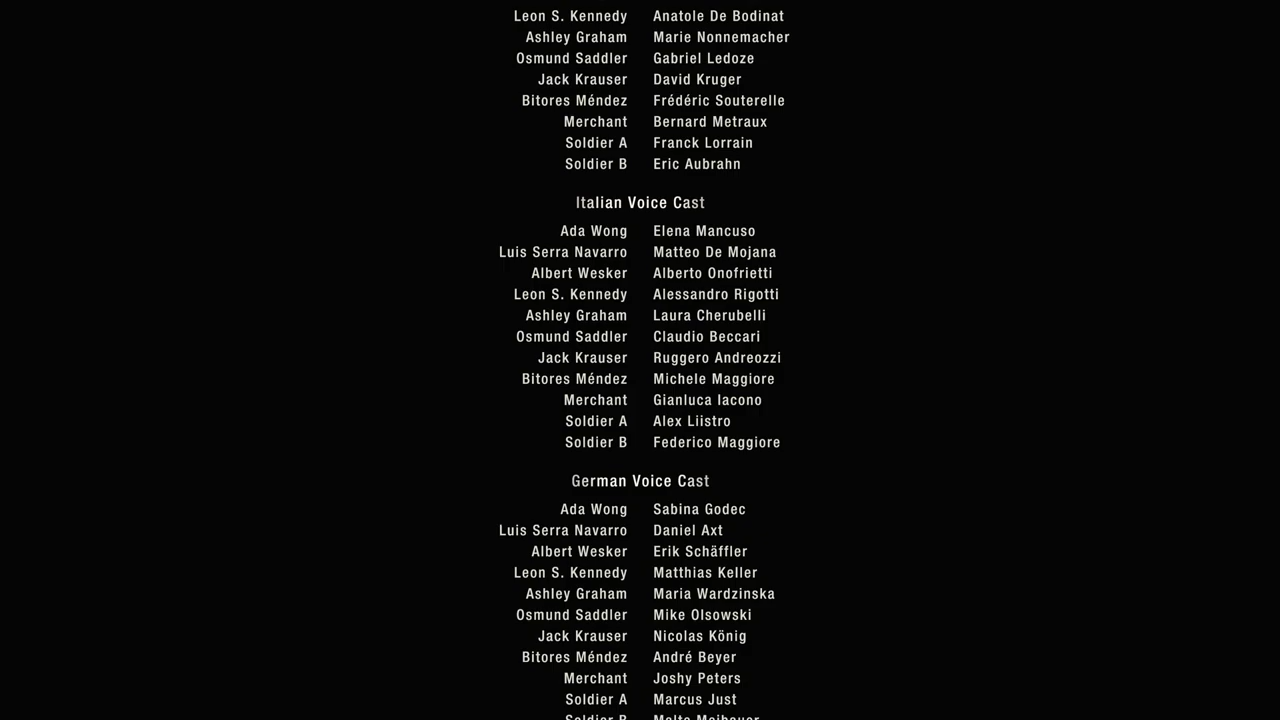 Leon S. Kennedy Anatole De Bodinat
Ashley Graham Marie Nonnemacher
Osmund Saddler Gabriel Ledoze
Jack Krauser David Kruger
Bitores Méndez Frédéric Souterelle
Merchant Bernard Metraux
Soldier A Franck Lorrain
Soldier B Eric Aubrahn
Italian Voice Cast
Ada Wong Elena Mancuso
Luis Serra Navarro Matteo De Mojana
Albert Wesker Alberto Onofrietti
Leon S. Kennedy Alessandro Rigotti
Ashley Graham Laura Cherubelli
Osmund Saddler Claudio Beccari
Jack Krauser Ruggero Andreozzi
Bitores Méndez Michele Maggiore
Merchant Gianluca Iacono
Soldier A Alex Liistro
Soldier B Federico Maggiore
German Voice Cast
Ada Wong Sabina Godec
Luis Serra Navarro Daniel Axt
Albert Wesker Erik Schäffler
Leon S. Kennedy Matthias Keller
Ashley Graham Maria Wardzinska
Osmund Saddler Mike Olsowski
Jack Krauser Nicolas König
Bitores Méndez André Beyer
Merchant Joshy Peters
Soldier A Marcus Just
Soldier B